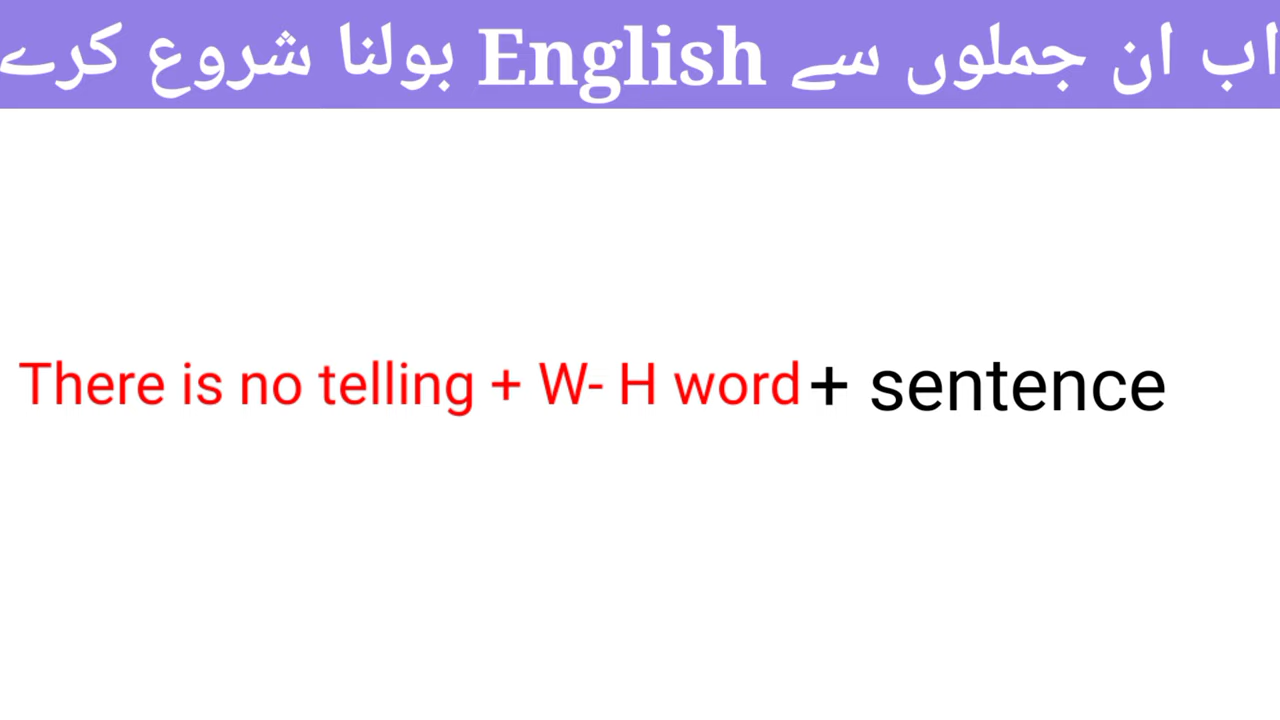 اب ان جملوں سے English بولنا شروع کرے
There is no telling + W- H word + sentence